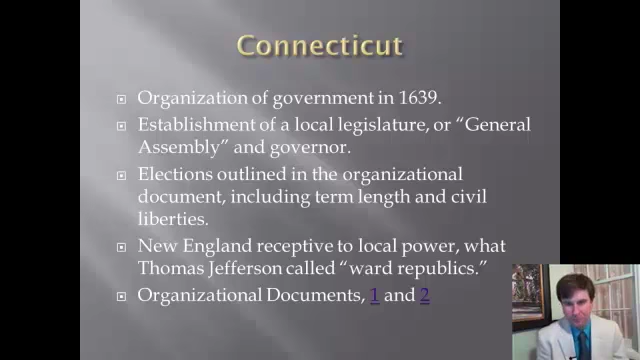 Connecticut
Organization of government in 1639.
Establishment of a local legislature, or “General
Assembly” and governor.
Elections outlined in the organizational
document, including term length and civil
liberties.
New England receptive to local power, what
Thomas Jefferson called “ward republics.”
Organizational Documents, 1 and 2